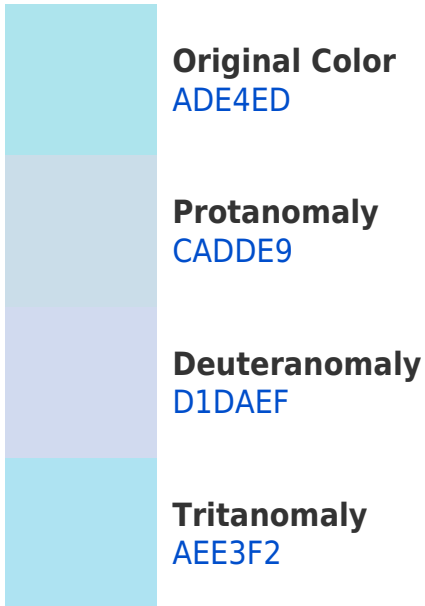 Original Color
ADE4ED
Protanomaly
CADDE9
Deuteranomaly
D1DAEF
Tritanomaly
AEE3F2